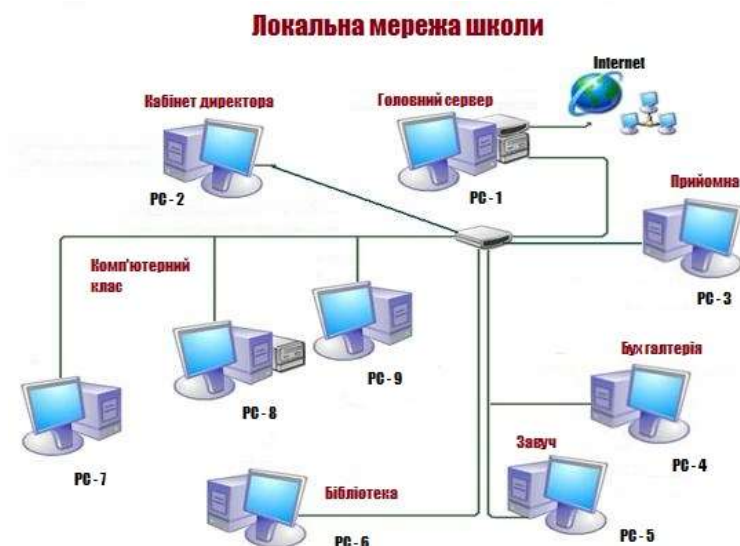 Локальна мережа школи
Internet
Кабінет директора
Головний сервер
PC - 2
PC - 1
Прийомна
PC - 3
Комп'ютерний
клас
PC - 9
PC - 8
PC - 7
Бухгалтерія
PC - 4
Завуч
PC - 5
Бібліотека
PC - 6